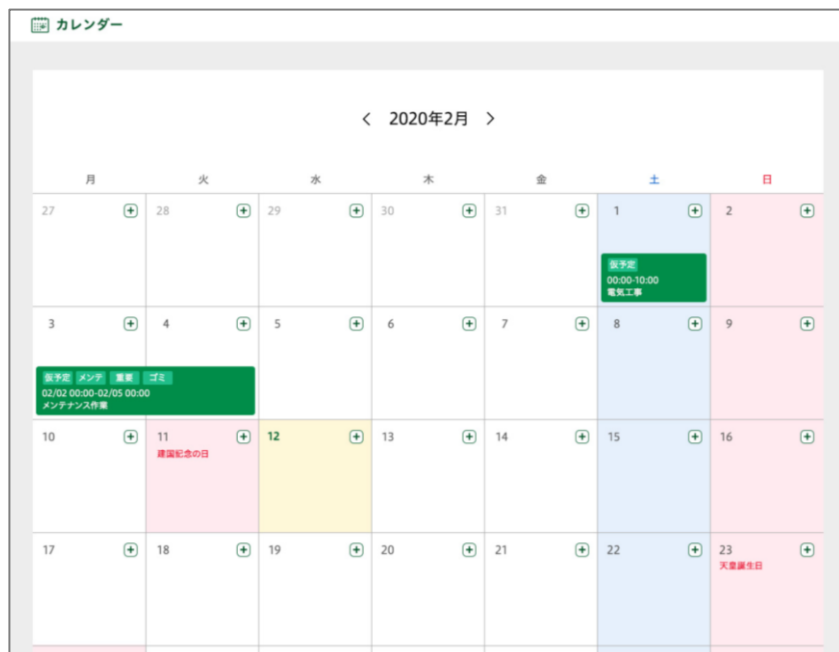 カレンダー
2020年2月
月 火 水 木 金 土 日
27 28 29 30 31 1 2
仮予定
00:00-10:00
電気工事
3 4 5 6 7 8 9
仮予定 メンテ 重要 ゴミ
02/02 00:00-02/05 00:00
メンテナンス作業
10 11 12 13 14 15 16
建国記念の日
17 18 19 20 21 22 23
天皇誕生日